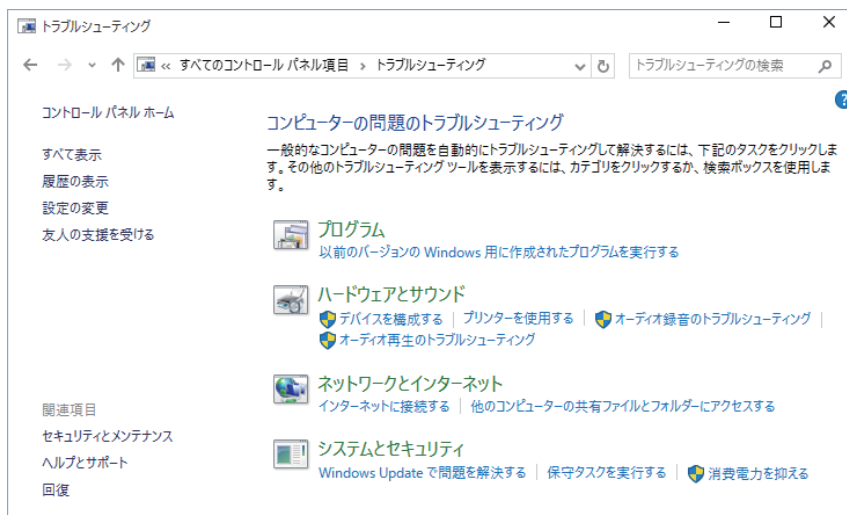 トラブルシューティング
« すべてのコントロール パネル項目 › トラブルシューティング
トラブルシューティングの検索
コントロール パネル ホーム
すべて表示
履歴の表示
設定の変更
友人の支援を受ける
関連項目
セキュリティとメンテナンス
ヘルプとサポート
回復
?
コンピューターの問題のトラブルシューティング
一般的なコンピューターの問題を自動的にトラブルシューティングして解決するには、下記のタスクをクリックしま
す。その他のトラブルシューティング ツールを表示するには、カテゴリをクリックするか、検索ボックスを使用しま
す。
プログラム
以前のバージョンの Windows 用に作成されたプログラムを実行する
ハードウェアとサウンド
デバイスを構成する | プリンターを使用する | オーディオ録音のトラブルシューティング |
オーディオ再生のトラブルシューティング
ネットワークとインターネット
インターネットに接続する | 他のコンピューターの共有ファイルとフォルダーにアクセスする
システムとセキュリティ
Windows Update で問題を解決する | 保守タスクを実行する | 消費電力を抑える